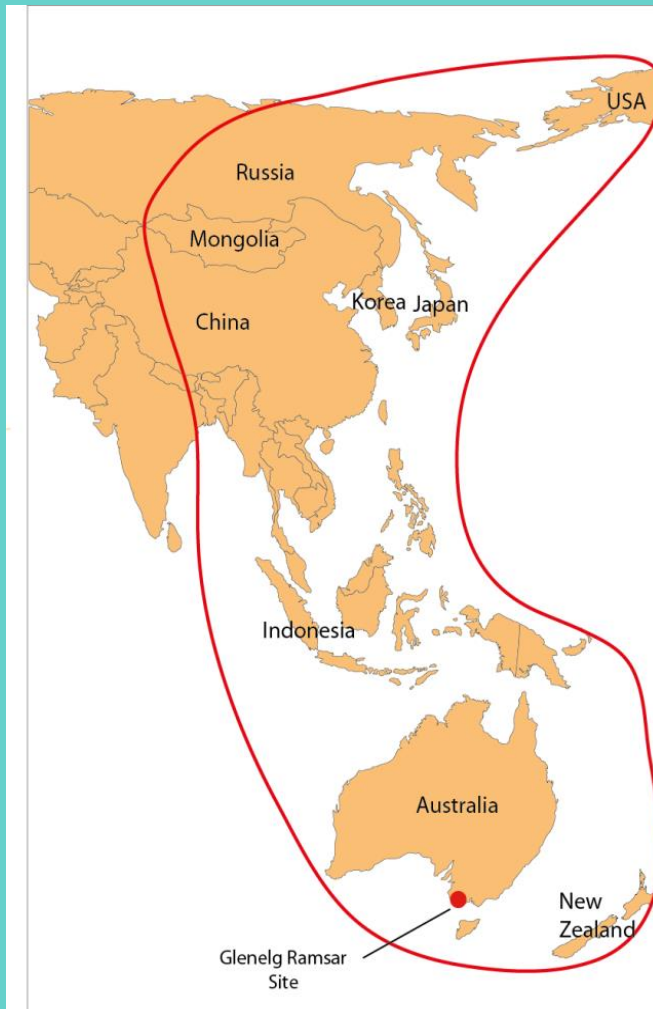 USA
Russia
Mongolia
Korea Japan
China
Indonesia
Australia
New
Zealand
Glenelg Ramsar
Site